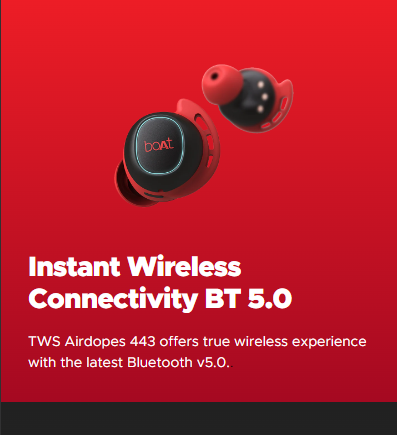 boAt
Instant Wireless
Connectivity BT 5.0
TWS Airdopes 443 offers true wireless experience
with the latest Bluetooth v5.0.